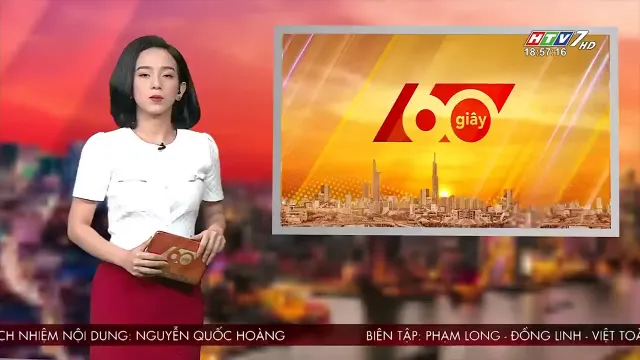 HTV7 HD
18:57:16
60 giây
60
CH NHIỆM NỘI DUNG: NGUYỄN QUỐC HOÀNG BIÊN TẬP: PHẠM LONG - ĐỒNG LINH - VIỆT TOÀ